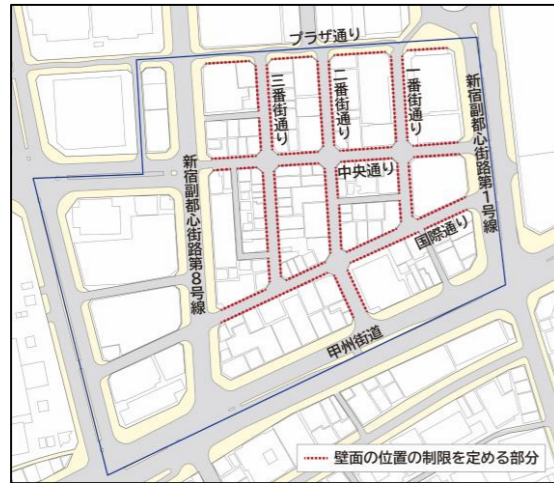 プラザ通り
三番街通り
二番街通り
一番街通り
新宿副都心街路第1号線
中央通り
新宿副都心街路第8号線
国際通り
甲州街道
壁面の位置の制限を定める部分